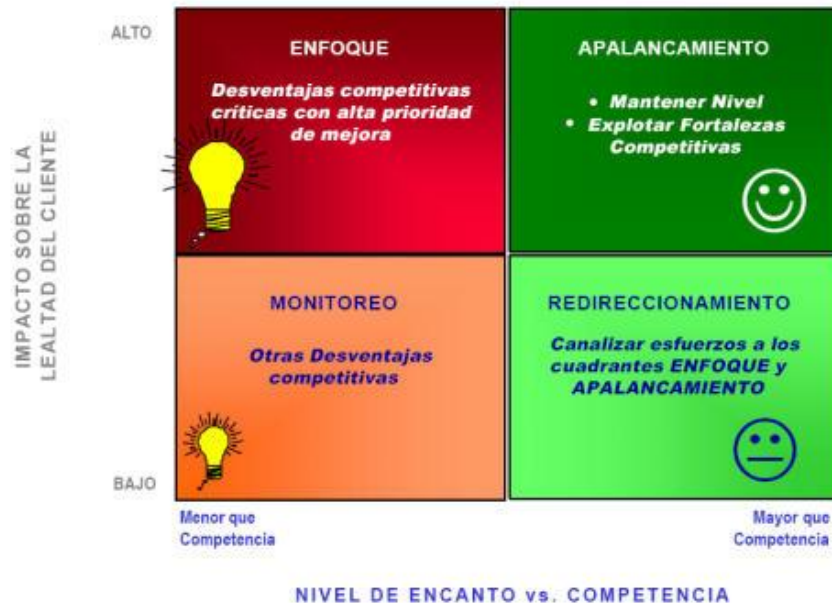 ALTO
ENFOQUE
Desventajas competitivas
críticas con alta prioridad
de mejora
APALANCAMIENTO
• Mantener Nivel
• Explotar Fortalezas
Competitivas
IMPACTO SOBRE LA
LEALTAD DEL CLIENTE
MONITOREO
Otras Desventajas
competitivas
REDIRECCIONAMIENTO
Canalizar esfuerzos a los
cuadrantes ENFOQUE y
APALANCAMIENTO
BAJO
Menor que
Competencia
Mayor que
Competencia
NIVEL DE ENCANTO vs. COMPETENCIA